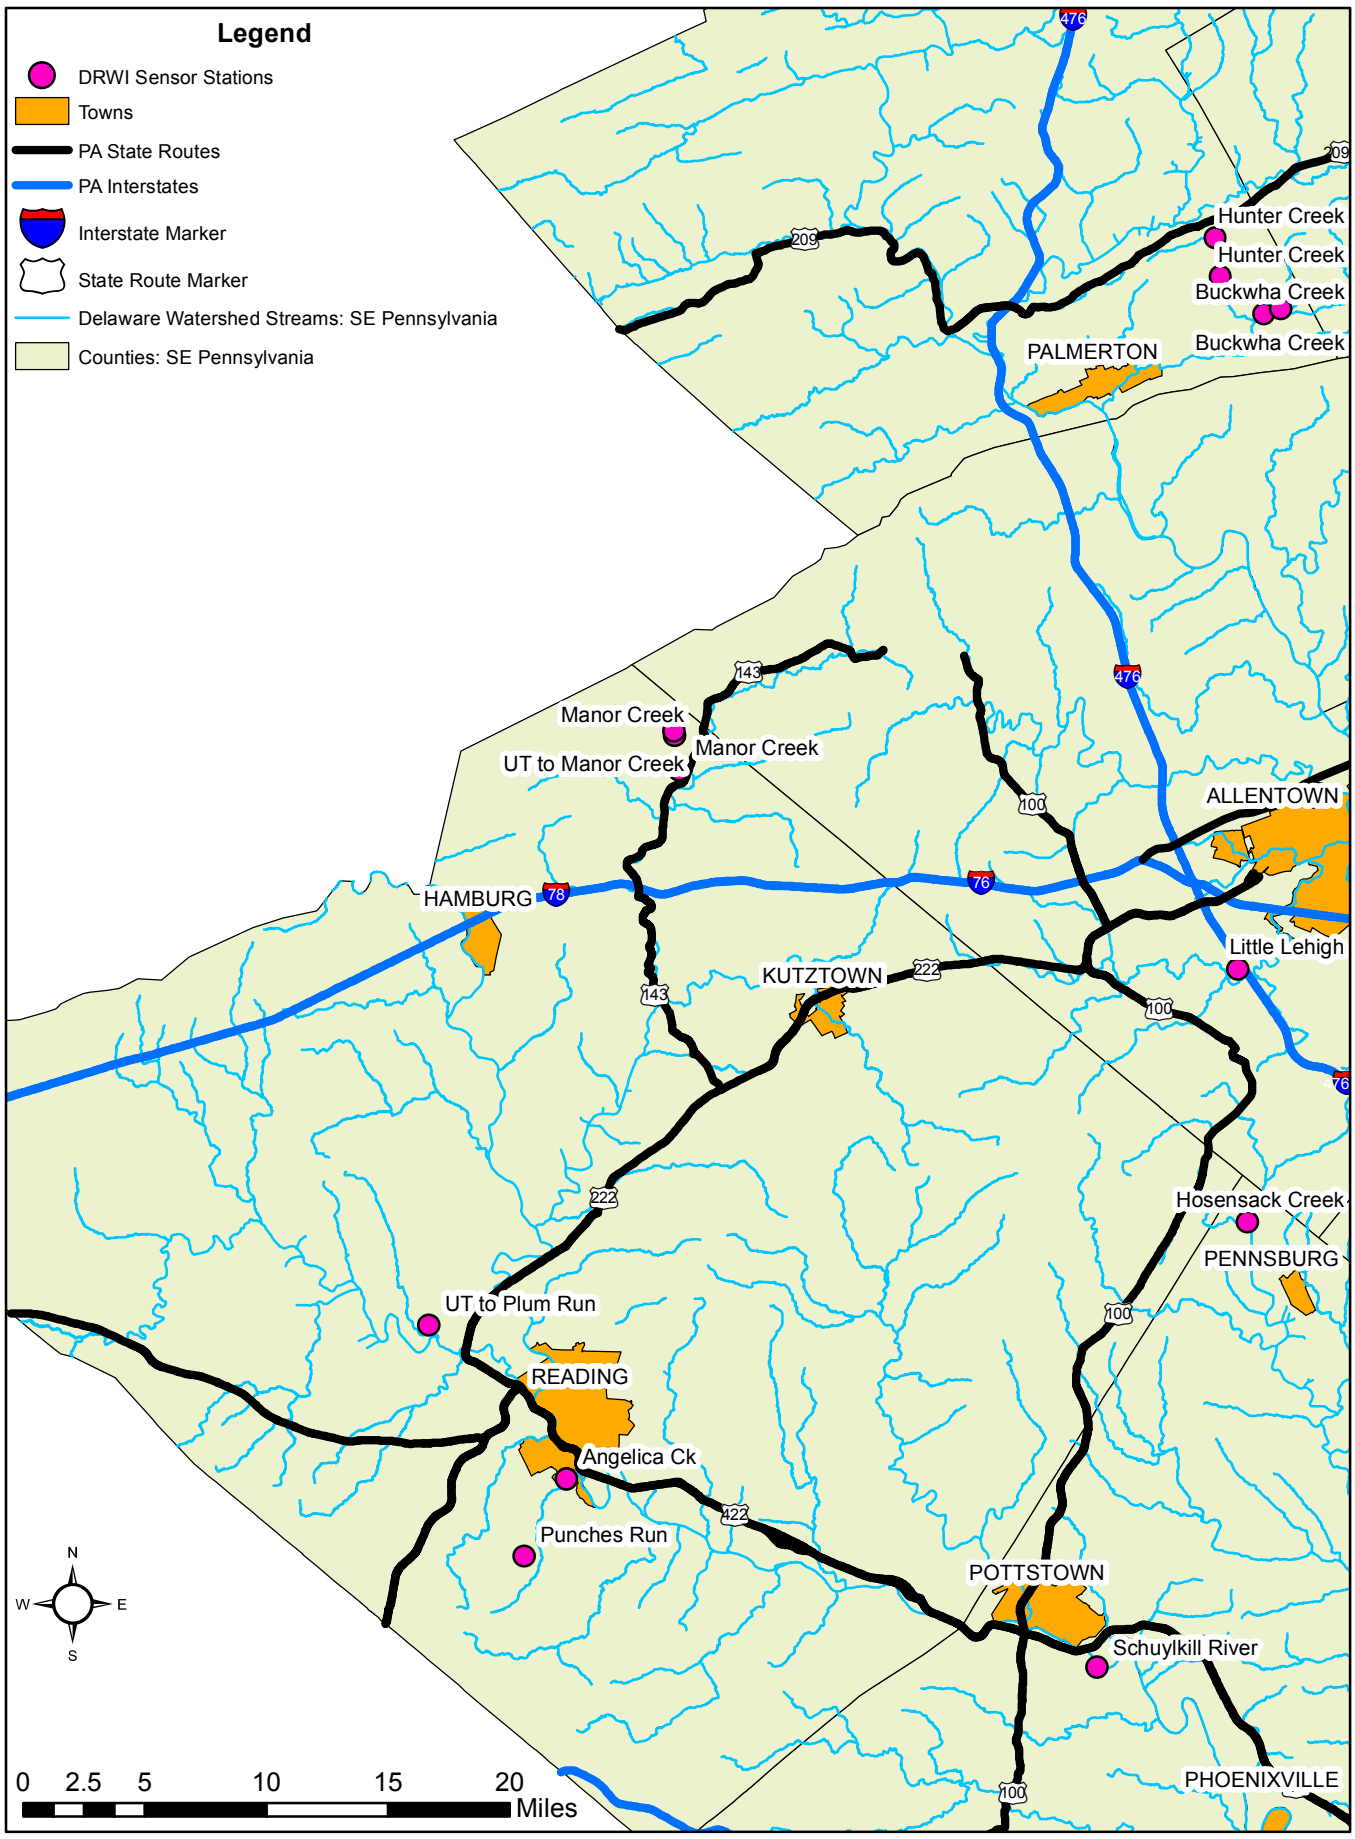 Legend
DRWI Sensor Stations
Towns
PA State Routes
PA Interstates
Interstate Marker
State Route Marker
Delaware Watershed Streams: SE Pennsylvania
Counties: SE Pennsylvania
476
209
Hunter Creek
209
Hunter Creek
Buckwha Creek
Buckwha Creek
PALMERTON
143
476
Manor Creek
Manor Creek
UT to Manor Creek
ALLENTOWN
100
76
78
HAMBURG
Little Lehigh
KUTZTOWN
222
143
100
476
222
Hosensack Creek
PENNSBURG
UT to Plum Run
100
READING
Angelica Ck
422
Punches Run
N
W
E
S
POTTSTOWN
Schuylkill River
PHOENIXVILLE
100
0 2.5 5 10 15 20
Miles